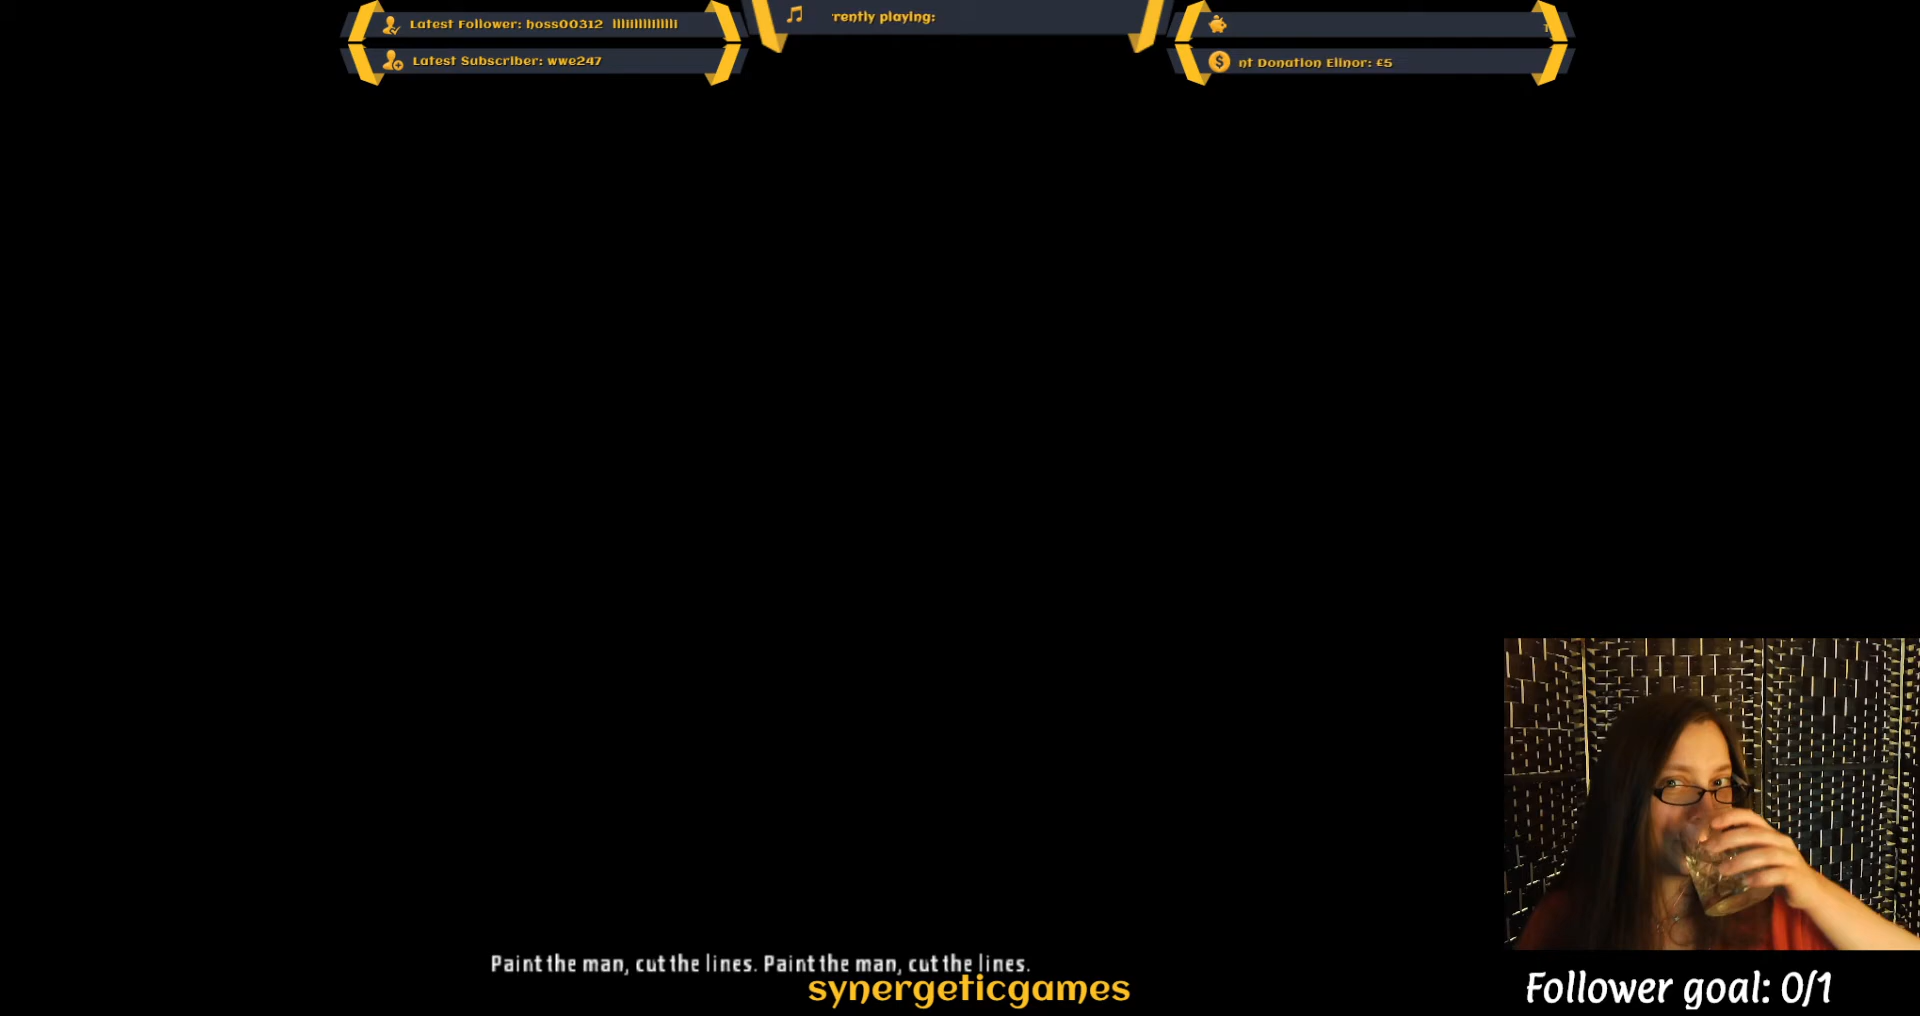 Latest Follower: hoss00312
rently playing:
Latest Subscriber: wwe247
nt Donation Elinor: £5
Paint the man, cut the lines. Paint the man, cut the lines.
synergeticgames
Follower goal: 0/1